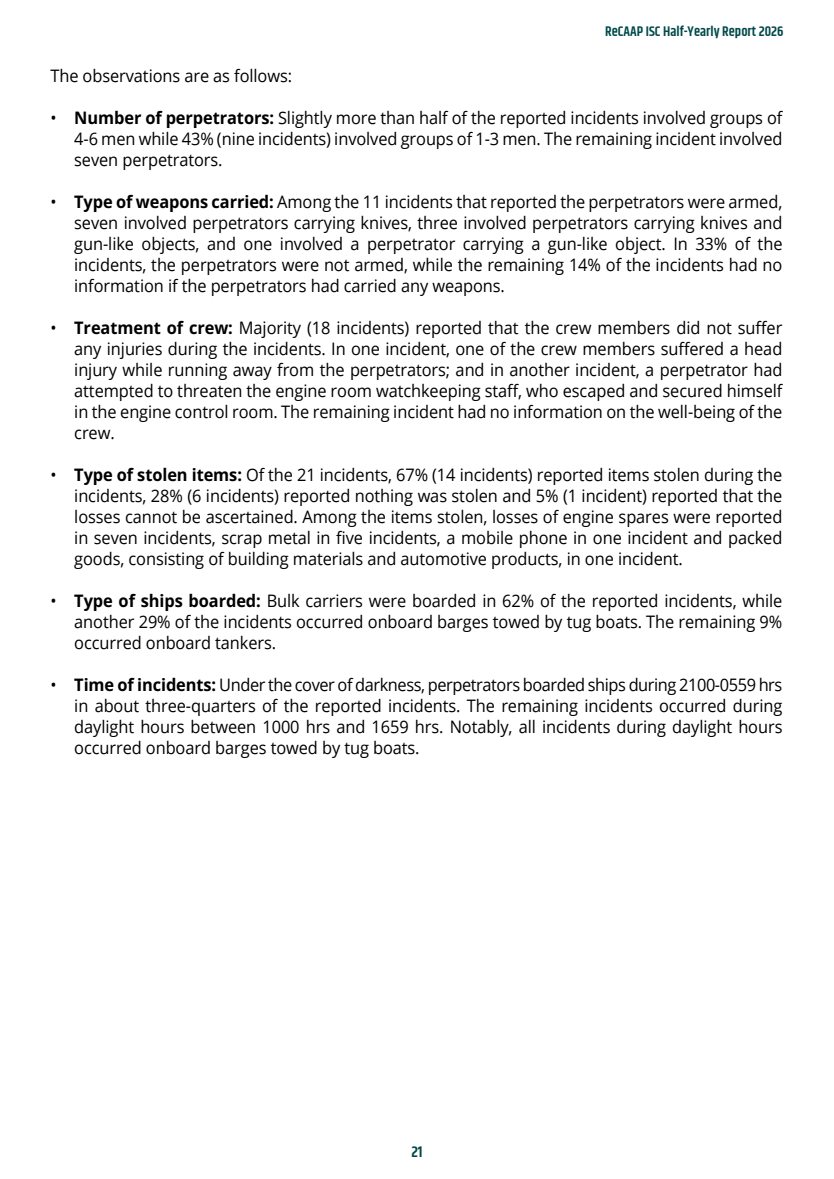 ReCAAP ISC Half-Yearly Report 2026
The observations are as follows:
• Number of perpetrators: Slightly more than half of the reported incidents involved groups of
4-6 men while 43% (nine incidents) involved groups of 1-3 men. The remaining incident involved
seven perpetrators.
• Type of weapons carried: Among the 11 incidents that reported the perpetrators were armed,
seven involved perpetrators carrying knives, three involved perpetrators carrying knives and
gun-like objects, and one involved a perpetrator carrying a gun-like object. In 33% of the
incidents, the perpetrators were not armed, while the remaining 14% of the incidents had no
information if the perpetrators had carried any weapons.
• Treatment of crew: Majority (18 incidents) reported that the crew members did not suffer
any injuries during the incidents. In one incident, one of the crew members suffered a head
injury while running away from the perpetrators; and in another incident, a perpetrator had
attempted to threaten the engine room watchkeeping staff, who escaped and secured himself
in the engine control room. The remaining incident had no information on the well-being of the
crew.
• Type of stolen items: Of the 21 incidents, 67% (14 incidents) reported items stolen during the
incidents, 28% (6 incidents) reported nothing was stolen and 5% (1 incident) reported that the
losses cannot be ascertained. Among the items stolen, losses of engine spares were reported
in seven incidents, scrap metal in five incidents, a mobile phone in one incident and packed
goods, consisting of building materials and automotive products, in one incident.
• Type of ships boarded: Bulk carriers were boarded in 62% of the reported incidents, while
another 29% of the incidents occurred onboard barges towed by tug boats. The remaining 9%
occurred onboard tankers.
• Time of incidents: Under the cover of darkness, perpetrators boarded ships during 2100-0559 hrs
in about three-quarters of the reported incidents. The remaining incidents occurred during
daylight hours between 1000 hrs and 1659 hrs. Notably, all incidents during daylight hours
occurred onboard barges towed by tug boats.
21